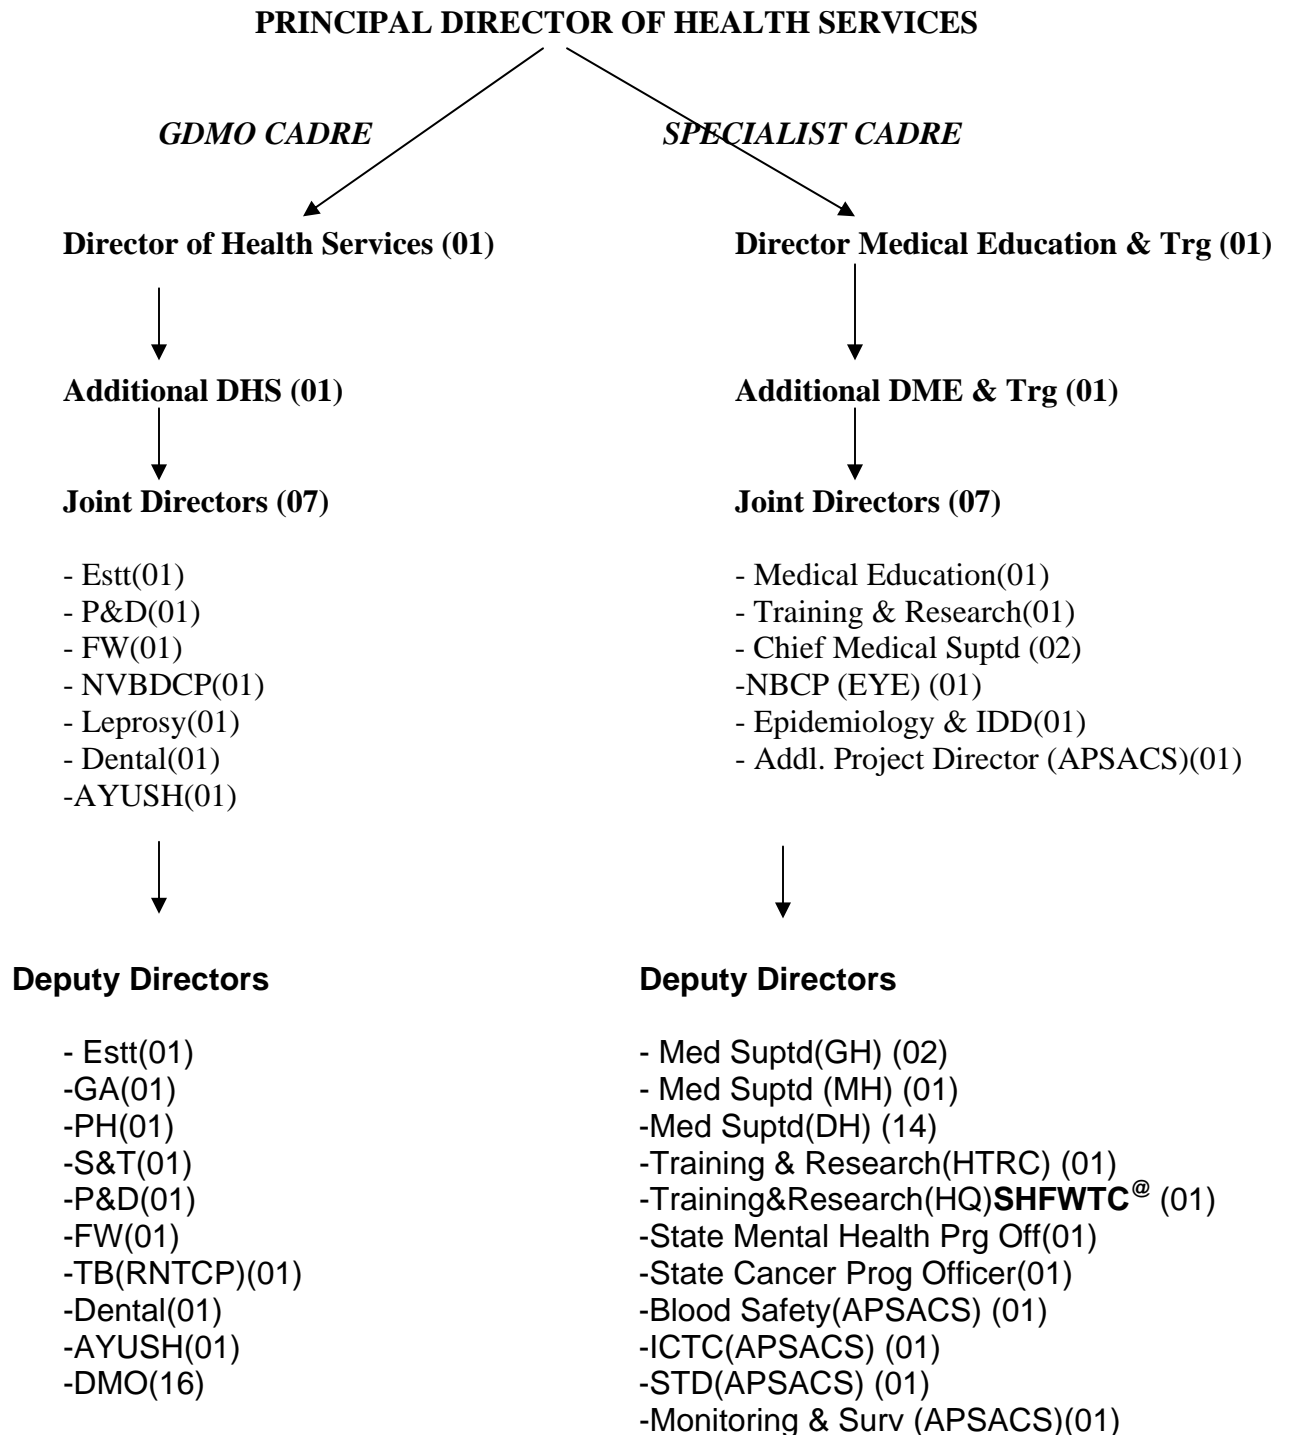 PRINCIPAL DIRECTOR OF HEALTH SERVICES
GDMO CADRE
SPECIALIST CADRE
Director of Health Services (01)
Director Medical Education & Trg (01)
Additional DHS (01)
Additional DME & Trg (01)
Joint Directors (07)
- Estt(01)
- P&D(01)
- FW(01)
- NVBDCP(01)
- Leprosy(01)
- Dental(01)
-AYUSH(01)
Joint Directors (07)
- Medical Education(01)
- Training & Research(01)
- Chief Medical Suptd (02)
-NBCP (EYE) (01)
- Epidemiology & IDD(01)
- Addl. Project Director (APSACS)(01)
Deputy Directors
- Estt(01)
-GA(01)
-PH(01)
-S&T(01)
-P&D(01)
-FW(01)
-TB(RNTCP)(01)
-Dental(01)
-AYUSH(01)
-DMO(16)
Deputy Directors
- Med Suptd(GH) (02)
- Med Suptd (MH) (01)
-Med Suptd(DH) (14)
-Training & Research(HTRC) (01)
-Training&Research(HQ)SHFWTC@ (01)
-State Mental Health Prg Off(01)
-State Cancer Prog Officer(01)
-Blood Safety(APSACS) (01)
-ICTC(APSACS) (01)
-STD(APSACS) (01)
-Monitoring & Surv (APSACS)(01)